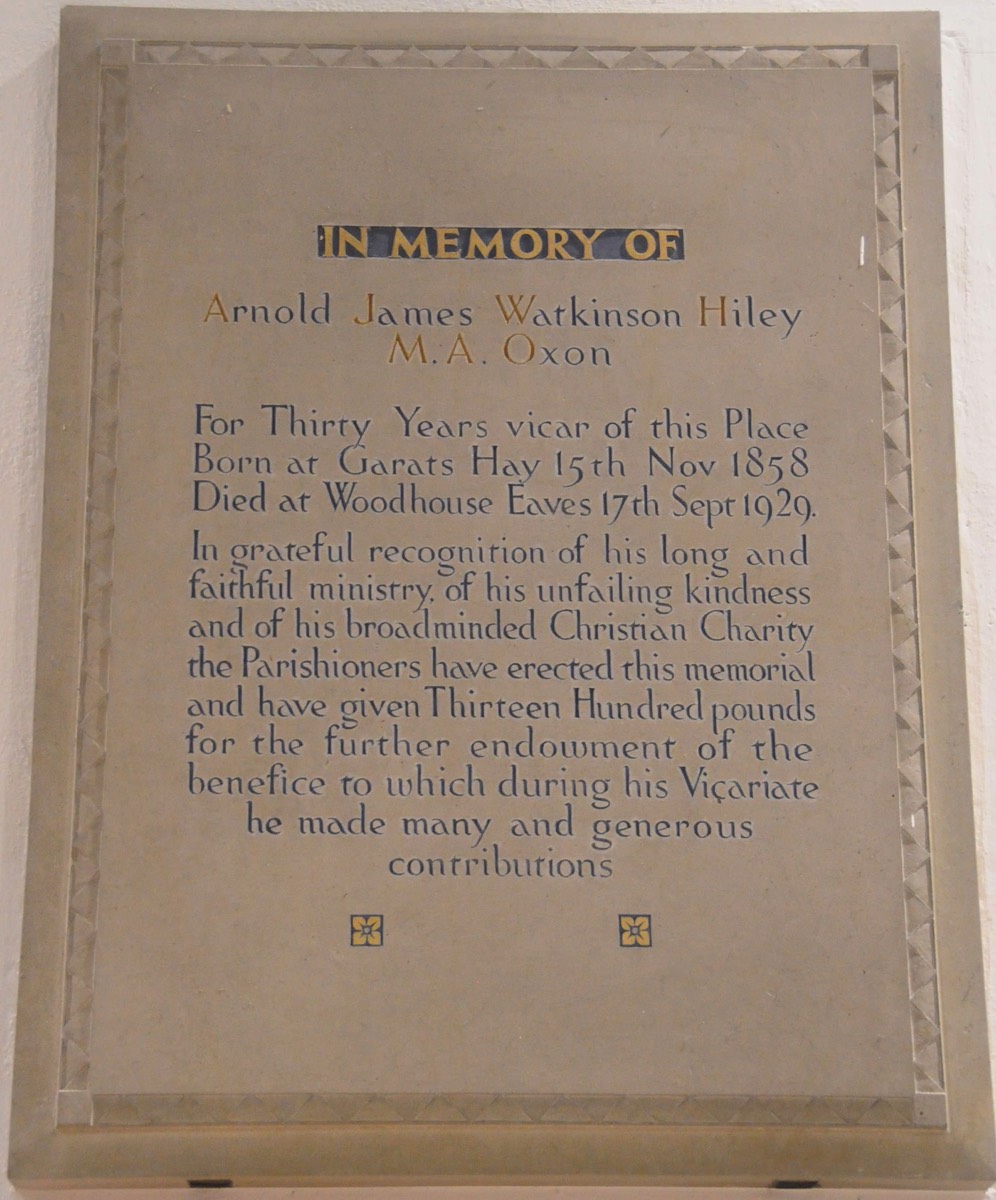 IN MEMORY OF
Arnold James Watkinson Hiley
M.A. Oxon
For Thirty Years vicar of this Place
Born at Garats Hay 15th Nov 1858
Died at Woodhouse Eaves 17th Sept 1929.
In grateful recognition of his long and
faithful ministry, of his unfailing kindness
and of his broadminded Christian Charity
the Parishioners have erected this memorial
and have given Thirteen Hundred pounds
for the further endowment of the
benefice to which during his Viçariate
he made many and generous
contributions